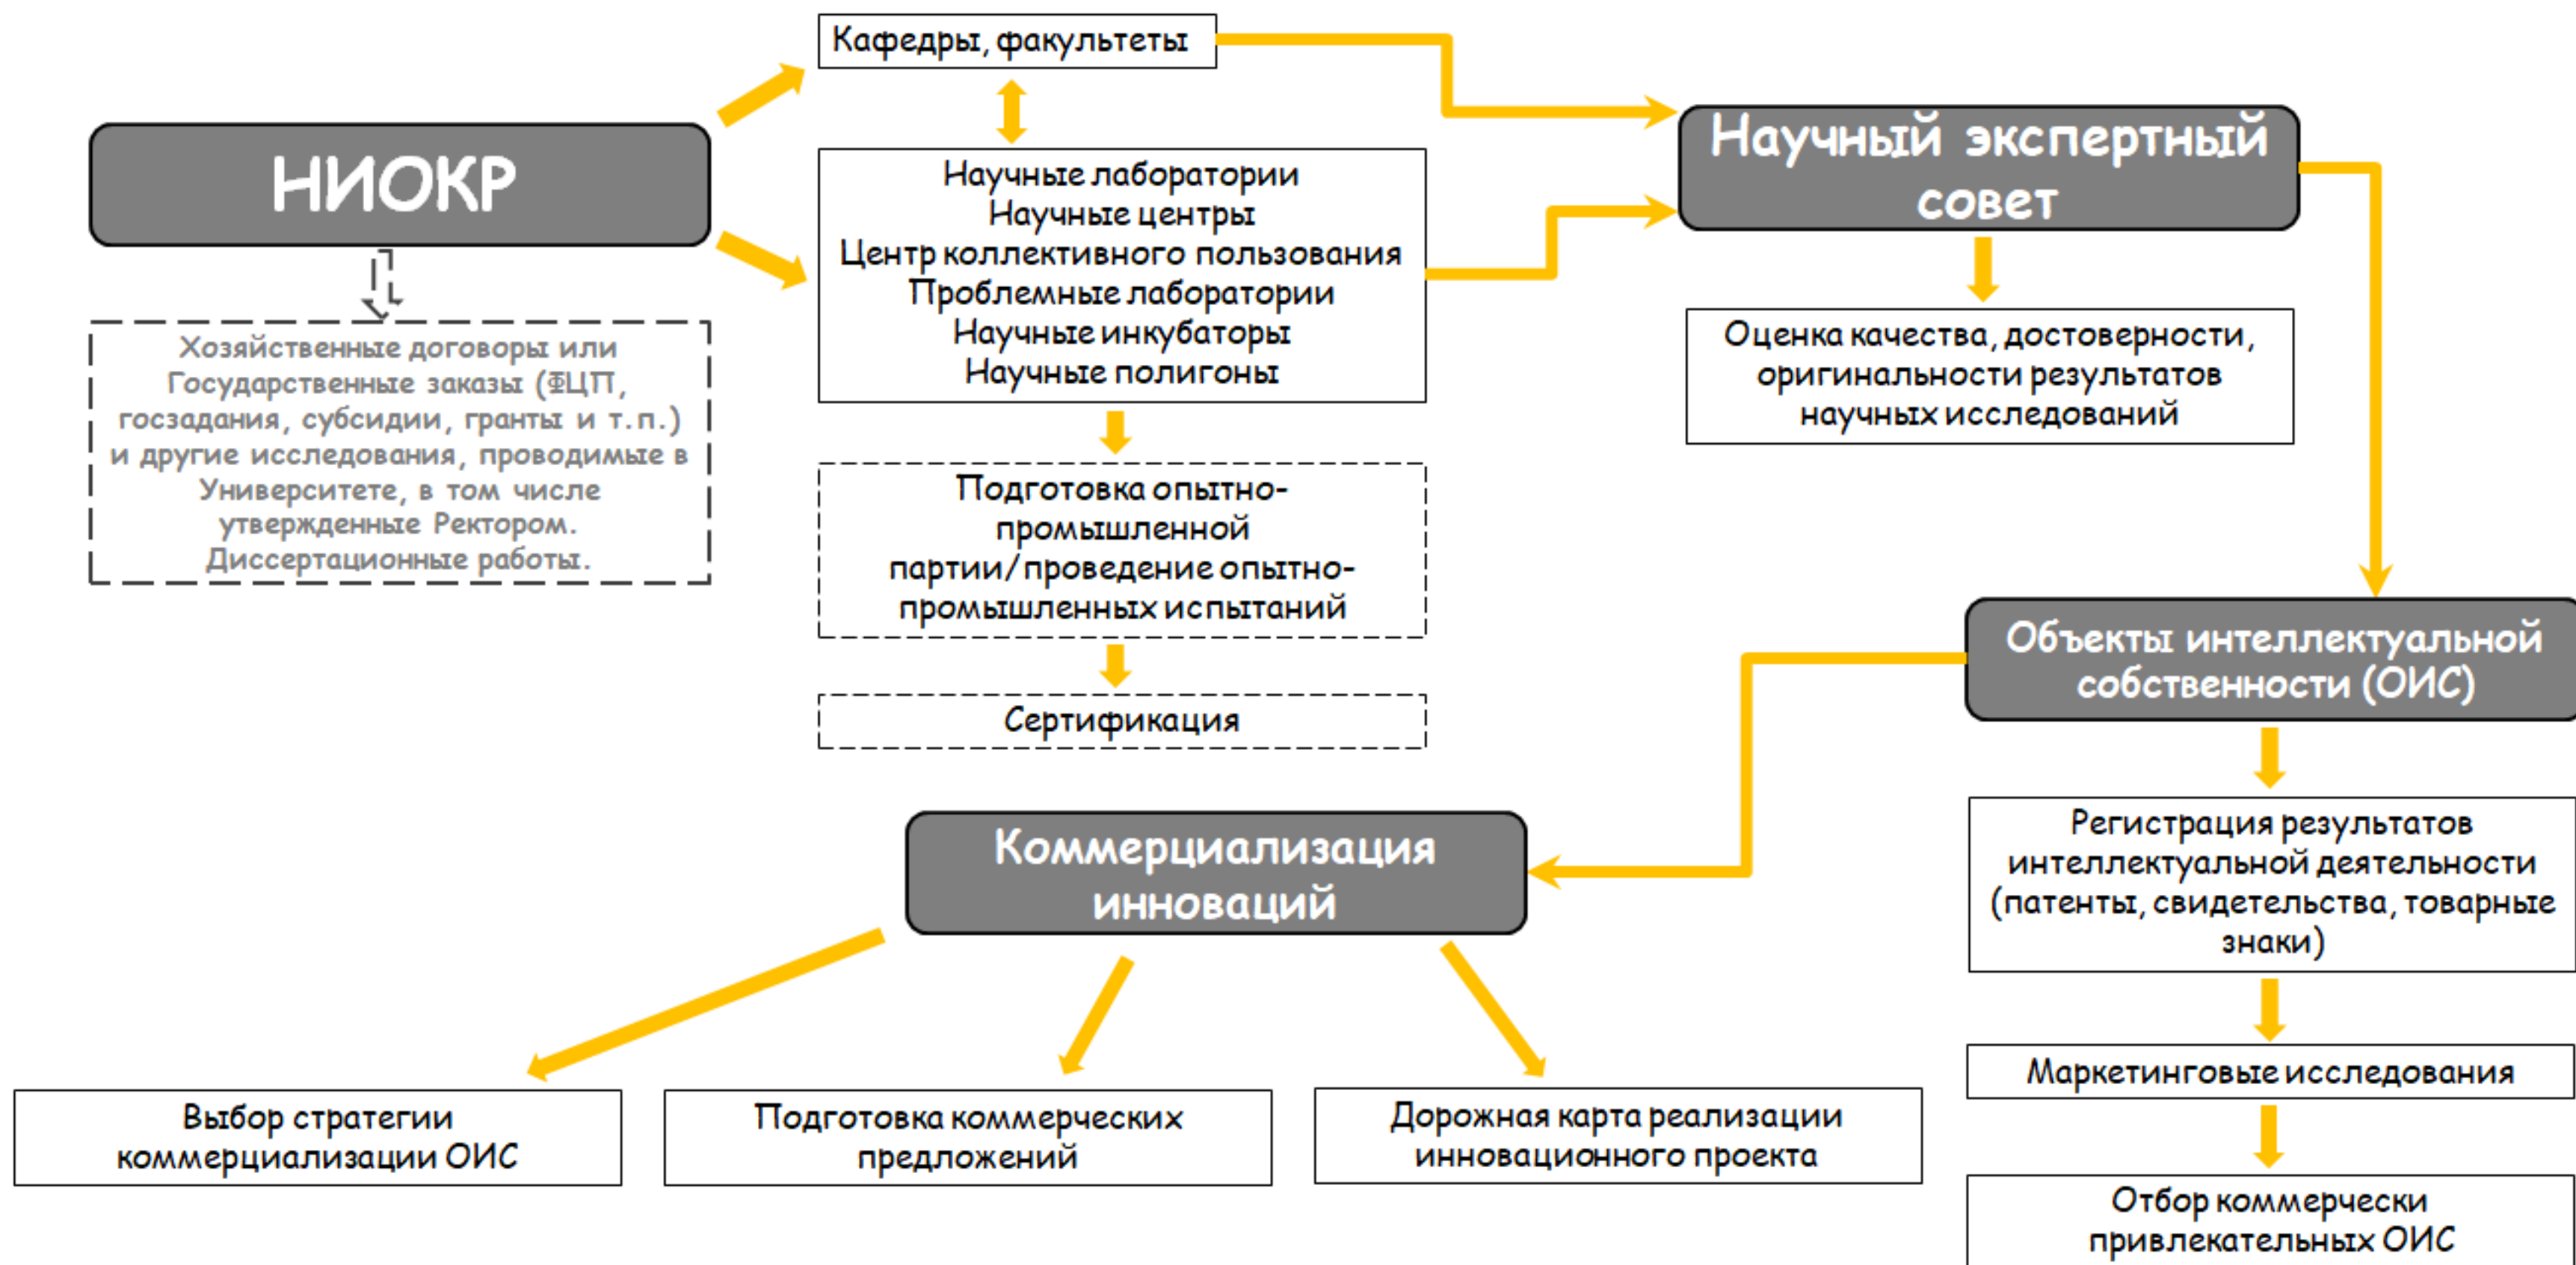 Кафедры, факультеты
НИОКР
Научный экспертный
совет
Научные лаборатории
Научные центры
Центр коллективного пользования
Проблемные лаборатории
Научные инкубаторы
Научные полигоны
Хозяйственные договоры или
Государственные заказы (ФЦП,
госзадания, субсидии, гранты и т.п.)
и другие исследования, проводимые в
Университете, в том числе
утвержденные Ректором.
Диссертационные работы.
Оценка качества, достоверности,
оригинальности результатов
научных исследований
Подготовка опытно-
промышленной
партии/проведение опытно-
промышленных испытаний
Сертификация
Объекты интеллектуальной
собственности (ОИС)
Регистрация результатов
интеллектуальной деятельности
(патенты, свидетельства, товарные
знаки)
Маркетинговые исследования
Отбор коммерчески
привлекательных ОИС
Коммерциализация
инноваций
Выбор стратегии
коммерциализации ОИС
Подготовка коммерческих
предложений
Дорожная карта реализации
инновационного проекта